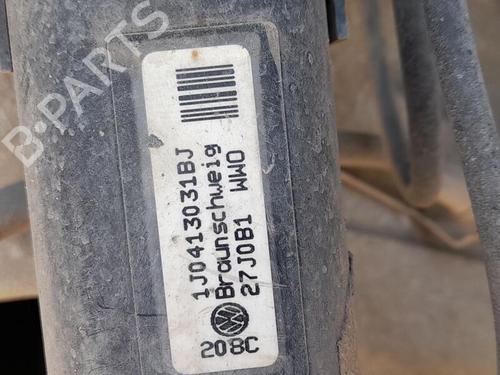 1J0413031BJ
Braunschweig
27J0B1 WWO
208C
B-PARTS